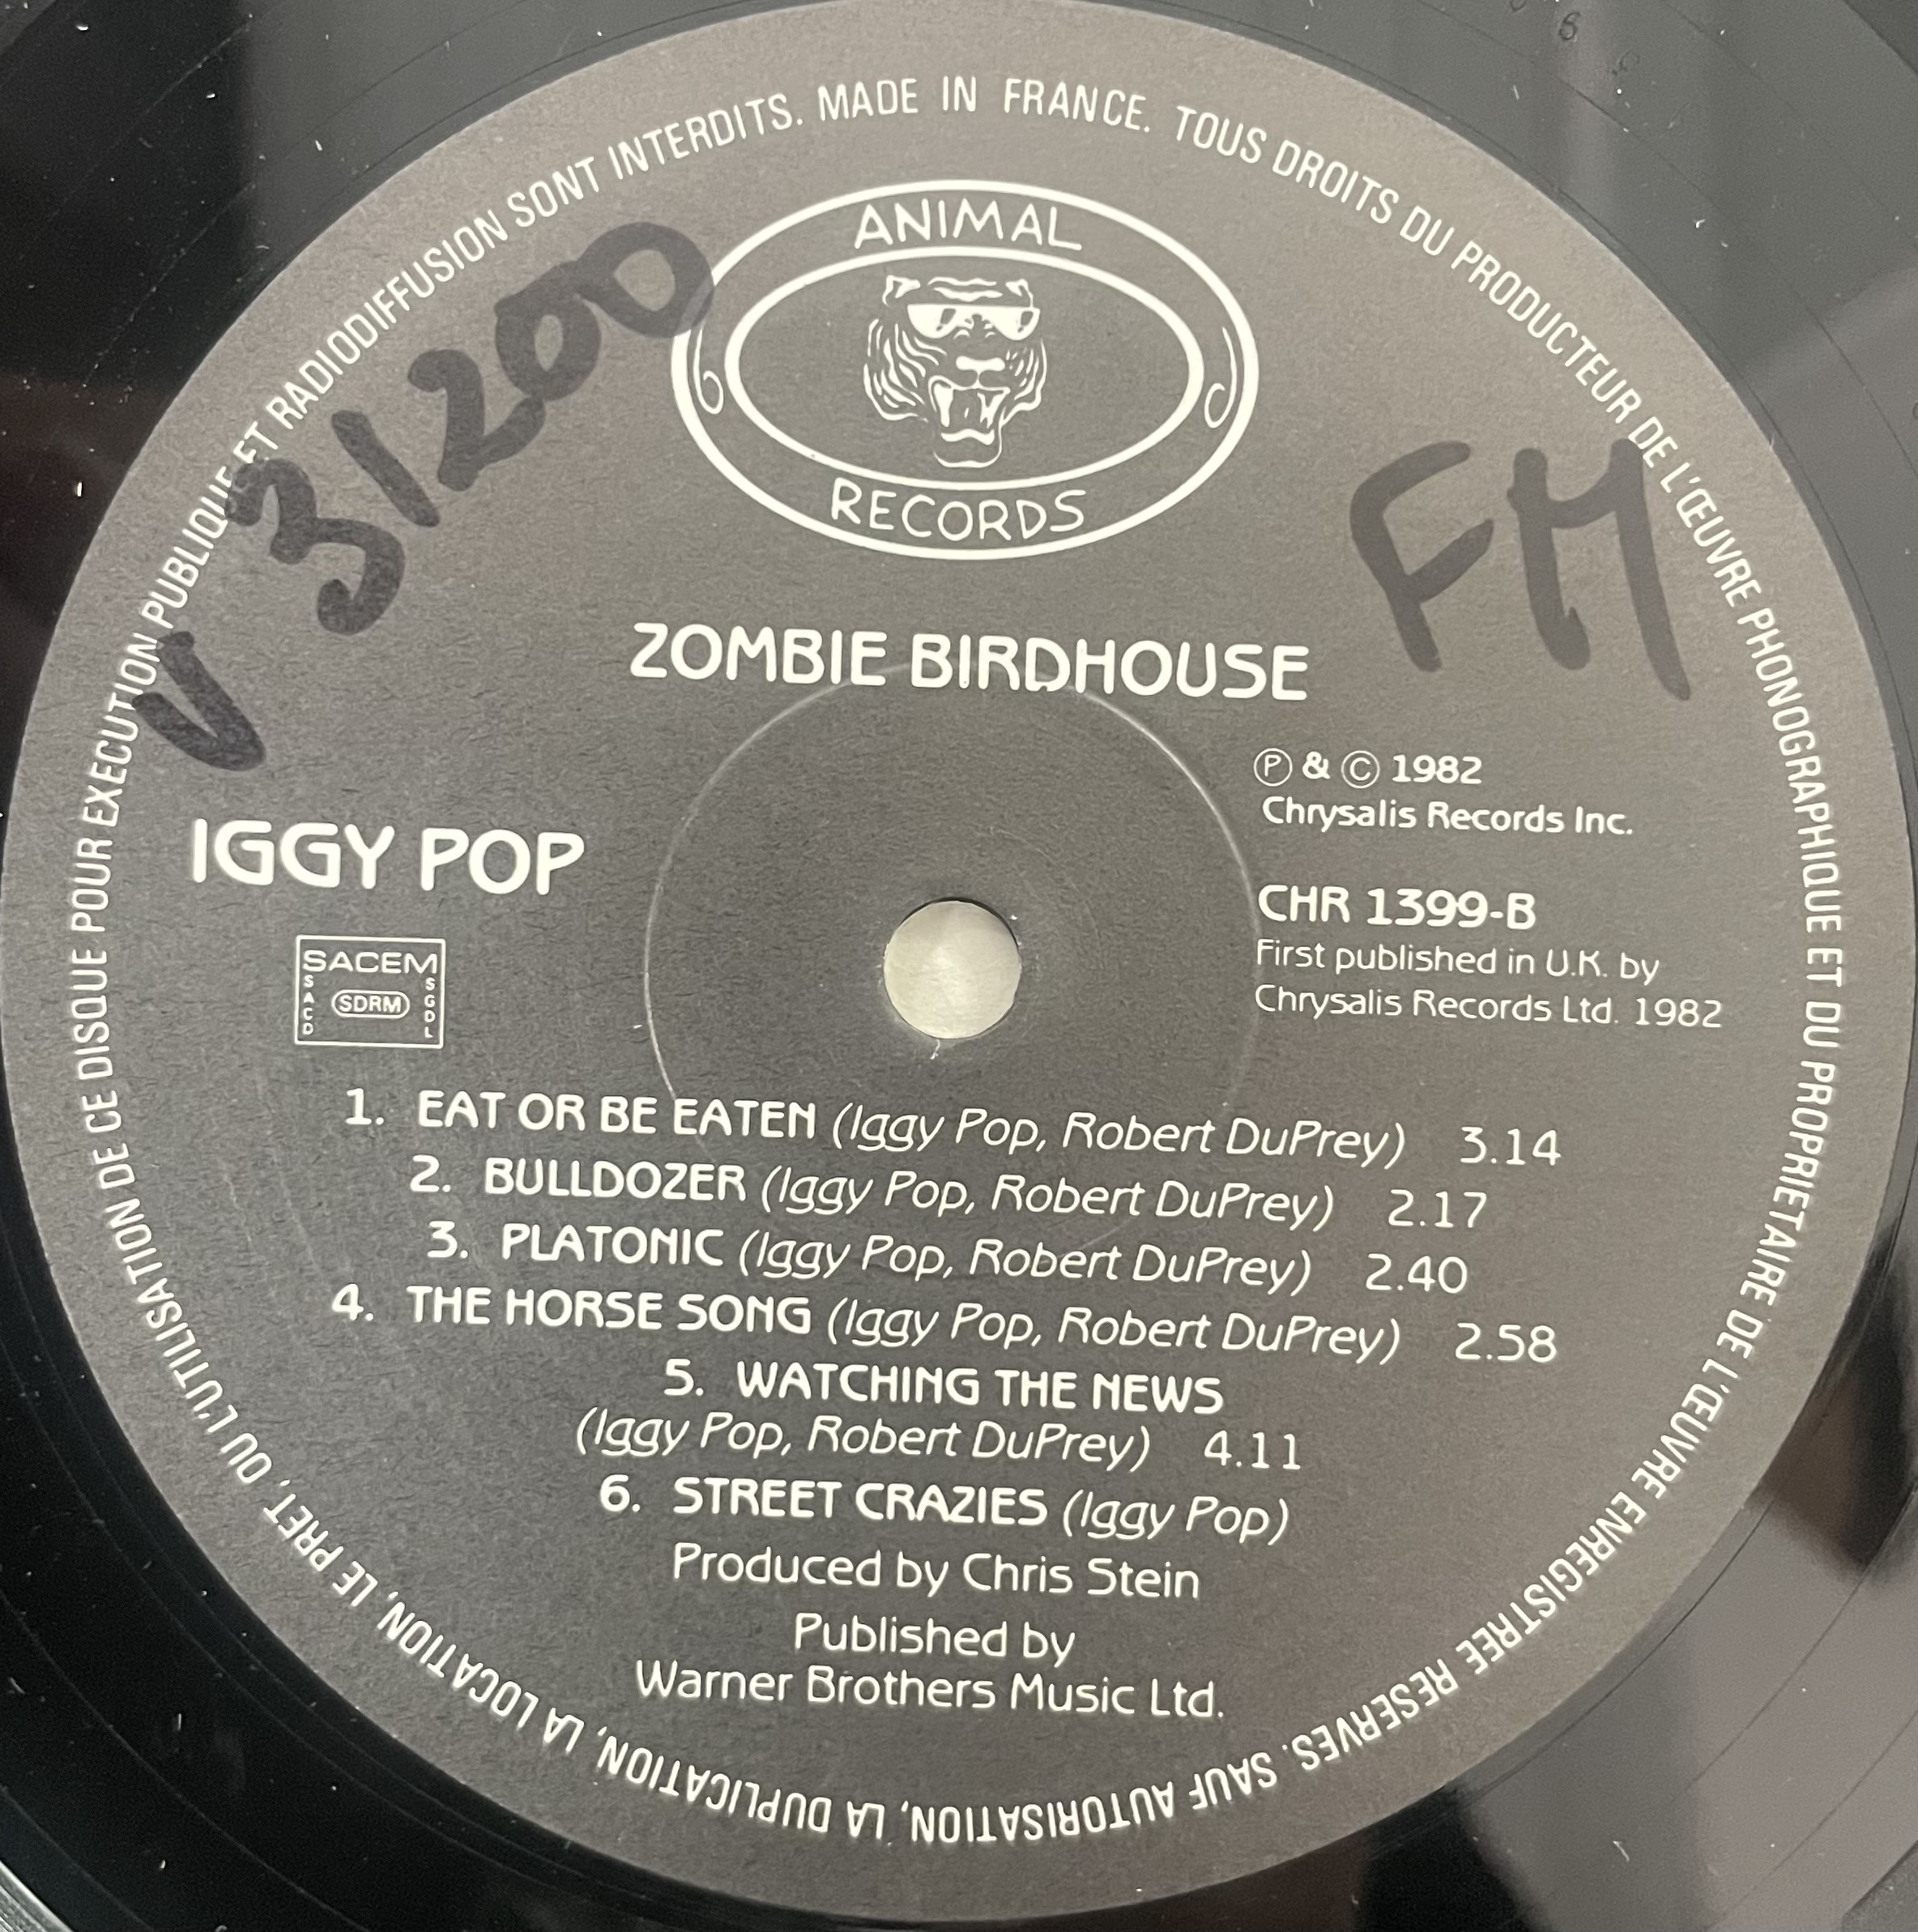 TOUS DROITS DU PRODUCTEUR DE L'ŒUVRE PHONOGRAPHIQUE ET DU PROPRIETAIRE DE L'ŒUVRE ENREGISTREE RESERVES. SAUF AUTORISATION, LA DUPLICATION, LA LOCATION, LE PRET, OU L'UTILISATION DE CE DISQUE POUR EXECUTION PUBLIQUE ET RADIODIFFUSION SONT INTERDITS. MADE IN FRANCE.
ANIMAL
RECORDS
V 3/200
FM
ZOMBIE BIRDHOUSE
Ⓟ & © 1982
Chrysalis Records Inc.
IGGY POP
CHR 1399-B
First published in U.K. by
Chrysalis Records Ltd. 1982
SACEM
SACD
SDRM
SGDL
1. EAT OR BE EATEN (Iggy Pop, Robert DuPrey) 3.14
2. BULLDOZER (Iggy Pop, Robert DuPrey) 2.17
3. PLATONIC (Iggy Pop, Robert DuPrey) 2.40
4. THE HORSE SONG (Iggy Pop, Robert DuPrey) 2.58
5. WATCHING THE NEWS
(Iggy Pop, Robert DuPrey) 4.11
6. STREET CRAZIES (Iggy Pop)
Produced by Chris Stein
Published by
Warner Brothers Music Ltd.